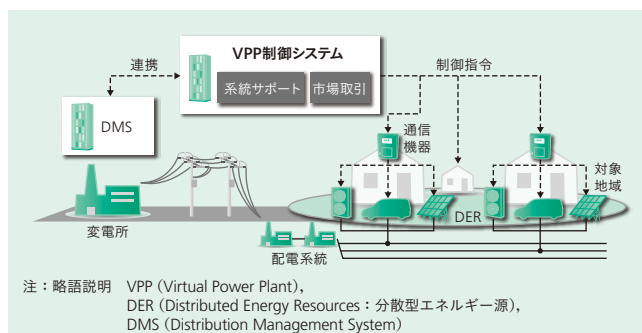 VPP制御システム
連携
系統サポート
市場取引
制御指令
DMS
通信
機器
対象
地域
DER
変電所
配電系統
注：略語説明 VPP（Virtual Power Plant），
DER（Distributed Energy Resources：分散型エネルギー源），
DMS（Distribution Management System）